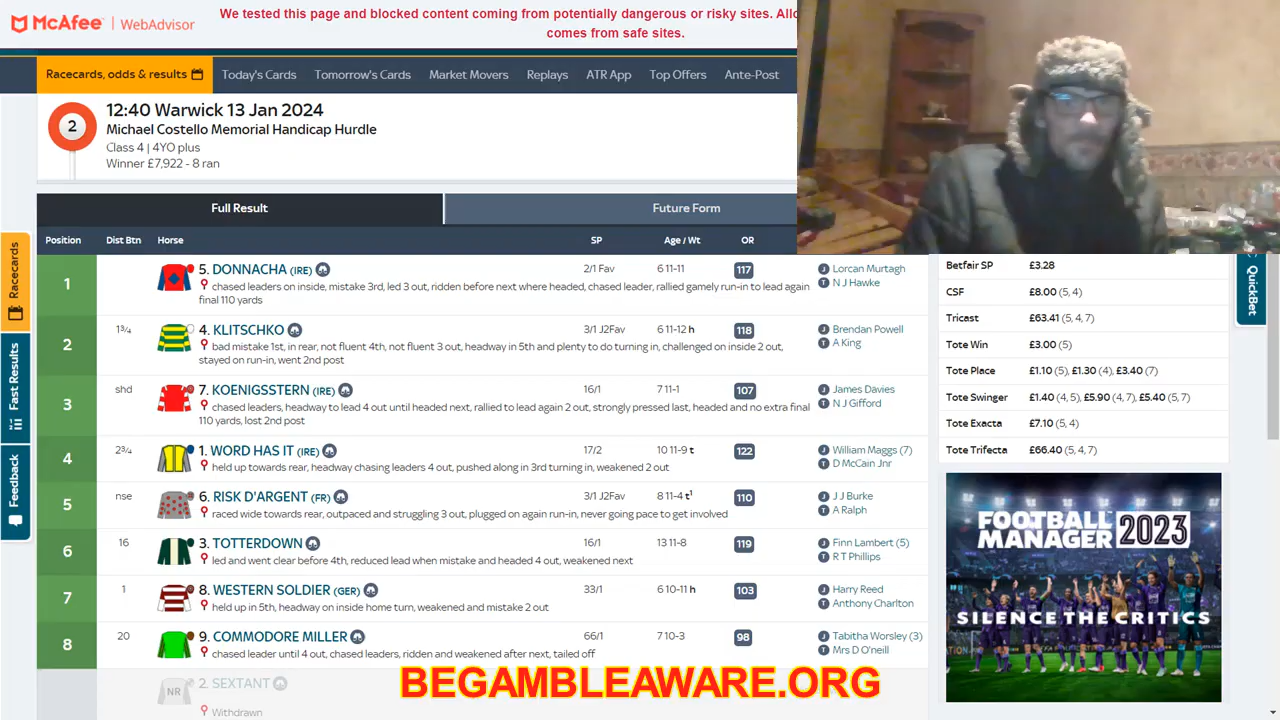 McAfee | WebAdvisor
We tested this page and blocked content coming from potentially dangerous or risky sites. Allo
comes from safe sites.
Racecards, odds & results
Today's Cards
Tomorrow's Cards
Market Movers
Replays
ATR App
Top Offers
Ante-Post
2
12:40 Warwick 13 Jan 2024
Michael Costello Memorial Handicap Hurdle
Class 4 | 4YO plus
Winner £7,922 - 8 ran
Full Result
Future Form
Position Dist Btn Horse SP Age / Wt OR
1 5. DONNACHA (IRE) 2/1 Fav 6 11-11 117 J Lorcan Murtagh
T N J Hawke
chased leaders on inside, mistake 3rd, led 3 out, ridden before next where headed, chased leader, rallied gamely run-in to lead again
final 110 yards
2 1¾ 4. KLITSCHKO 3/1 J2Fav 6 11-12 h 118 J Brendan Powell
T A King
bad mistake 1st, in rear, not fluent 4th, not fluent 3 out, headway in 5th and plenty to do turning in, challenged on inside 2 out,
stayed on run-in, went 2nd post
3 shd 7. KOENIGSSTERN (IRE) 16/1 7 11-1 107 J James Davies
T N J Gifford
chased leaders, headway to lead 4 out until headed next, rallied to lead again 2 out, strongly pressed last, headed and no extra final
110 yards, lost 2nd post
4 2¾ 1. WORD HAS IT (IRE) 17/2 10 11-9 t 122 J William Maggs (7)
T D McCain Jnr
held up towards rear, headway chasing leaders 4 out, pushed along in 3rd turning in, weakened 2 out
5 nse 6. RISK D'ARGENT (FR) 3/1 J2Fav 8 11-4 t¹ 110 J J J Burke
T A Ralph
raced wide towards rear, outpaced and struggling 3 out, plugged on again run-in, never going pace to get involved
6 16 3. TOTTERDOWN 16/1 13 11-8 119 J Finn Lambert (5)
T R T Phillips
led and went clear before 4th, reduced lead when mistake and headed 4 out, weakened next
7 1 8. WESTERN SOLDIER (GER) 33/1 6 10-11 h 103 J Harry Reed
T Anthony Charlton
held up in 5th, headway on inside home turn, weakened and mistake 2 out
8 20 9. COMMODORE MILLER 66/1 7 10-3 98 J Tabitha Worsley (3)
T Mrs D O'neill
chased leader until 4 out, chased leaders, ridden and weakened after next, tailed off
NR 2. SEXTANT
Withdrawn
Betfair SP £3.28
CSF £8.00 (5, 4)
Tricast £63.41 (5, 4, 7)
Tote Win £3.00 (5)
Tote Place £1.10 (5), £1.30 (4), £3.40 (7)
Tote Swinger £1.40 (4, 5), £5.90 (4, 7), £5.40 (5, 7)
Tote Exacta £7.10 (5, 4)
Tote Trifecta £66.40 (5, 4, 7)
FOOTBALL
MANAGER 2023
SILENCE THE CRITICS
Racecards
Fast Results
Feedback
QuickBet
BEGAMBLEAWARE.ORG